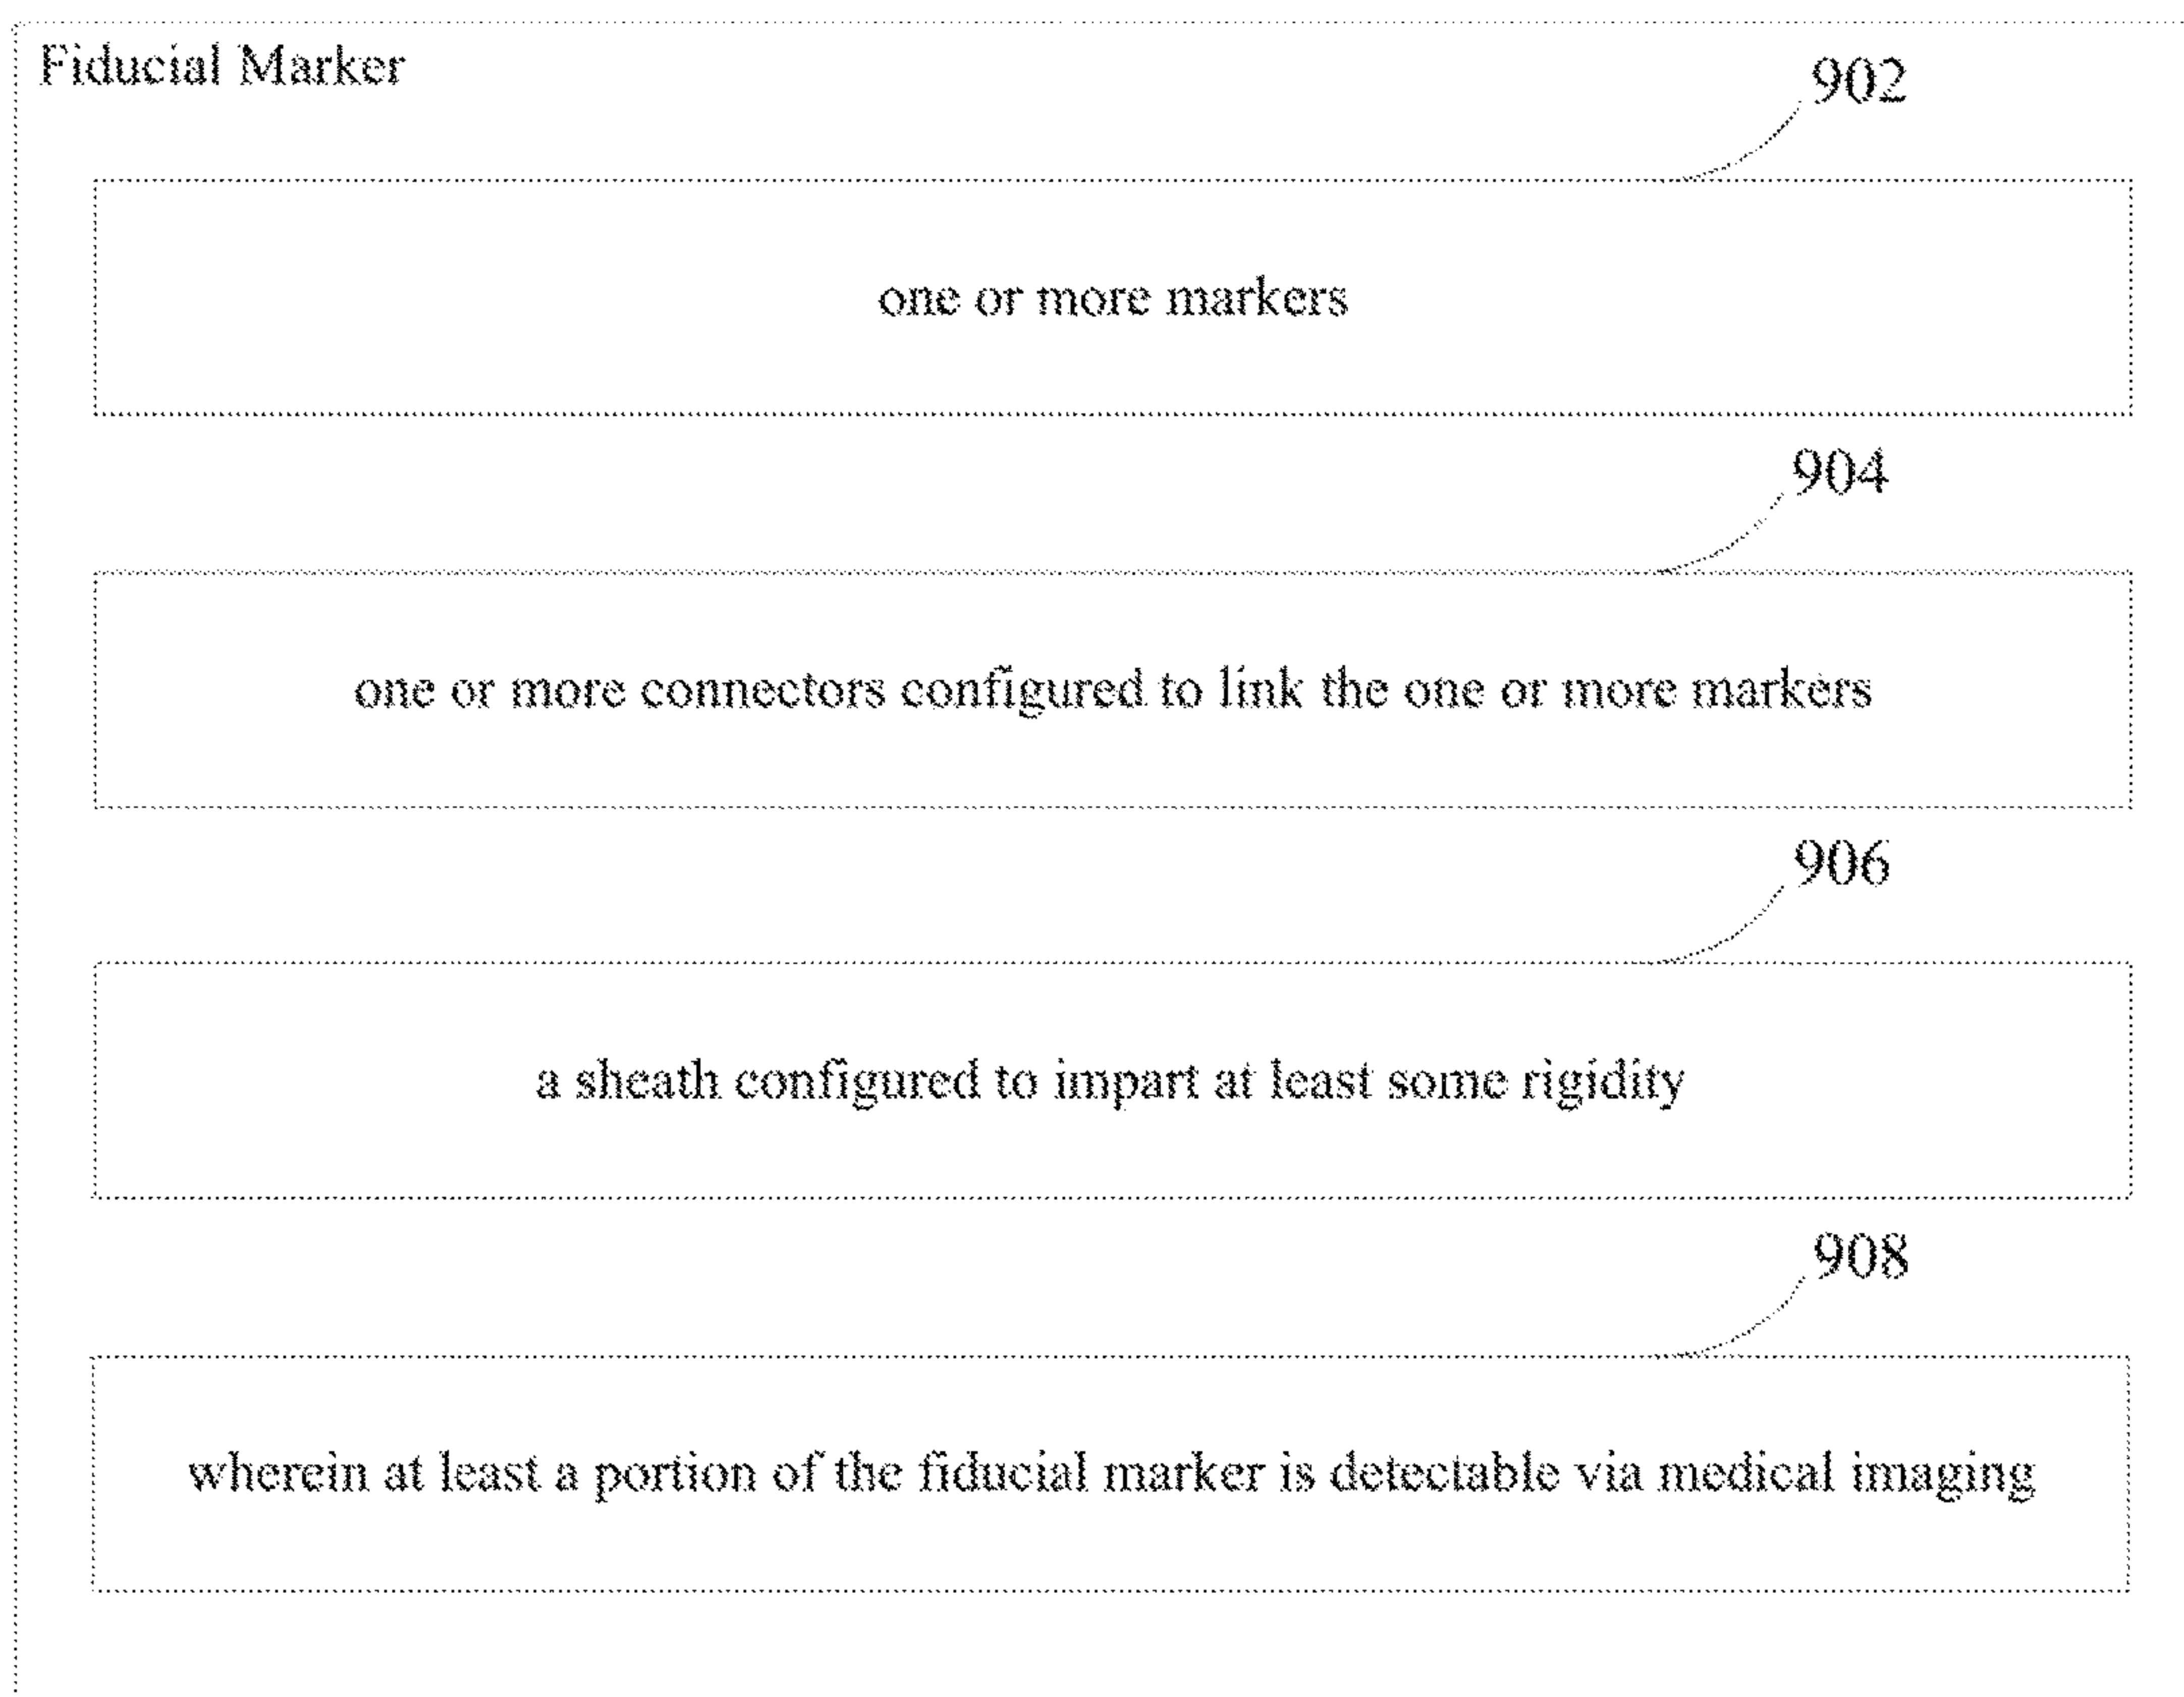 Fiducial Marker
902
one or more markers
904
one or more connectors configured to link the one or more markers
906
a sheath configured to impart at least some rigidity
908
wherein at least a portion of the fiducial marker is detectable via medical imaging